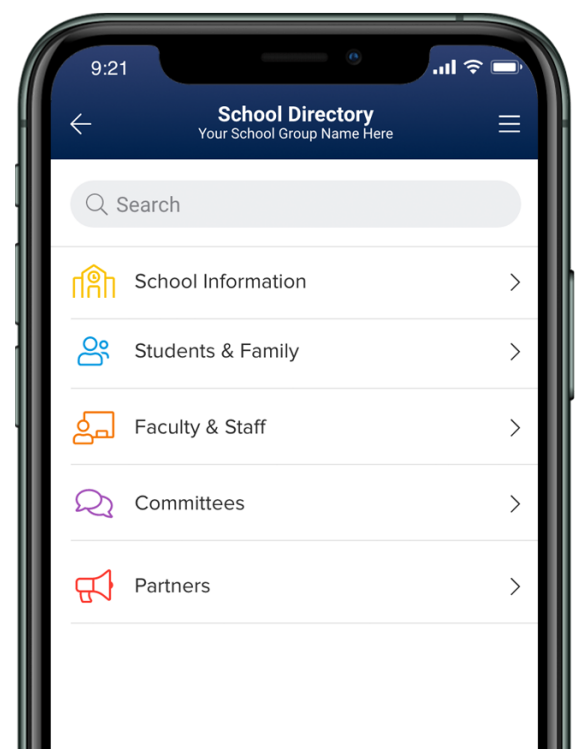 9:21
School Directory
Your School Group Name Here
Search
School Information
Students & Family
Faculty & Staff
Committees
Partners